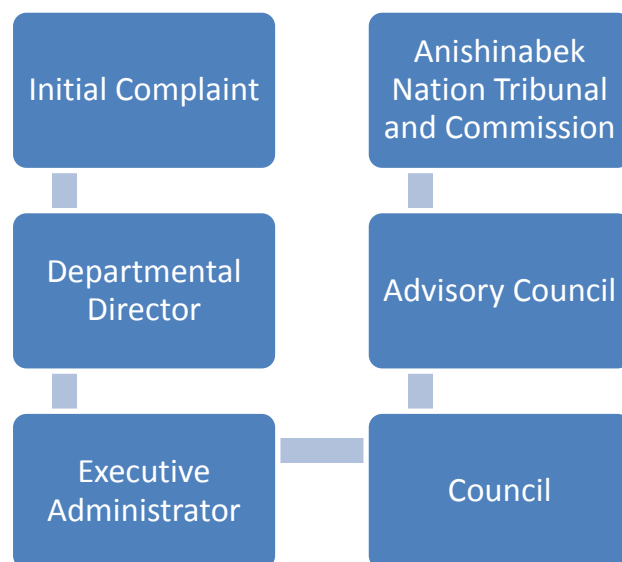 Initial Complaint
Departmental
Director
Executive
Administrator
Council
Advisory Council
Anishinabek
Nation Tribunal
and Commission